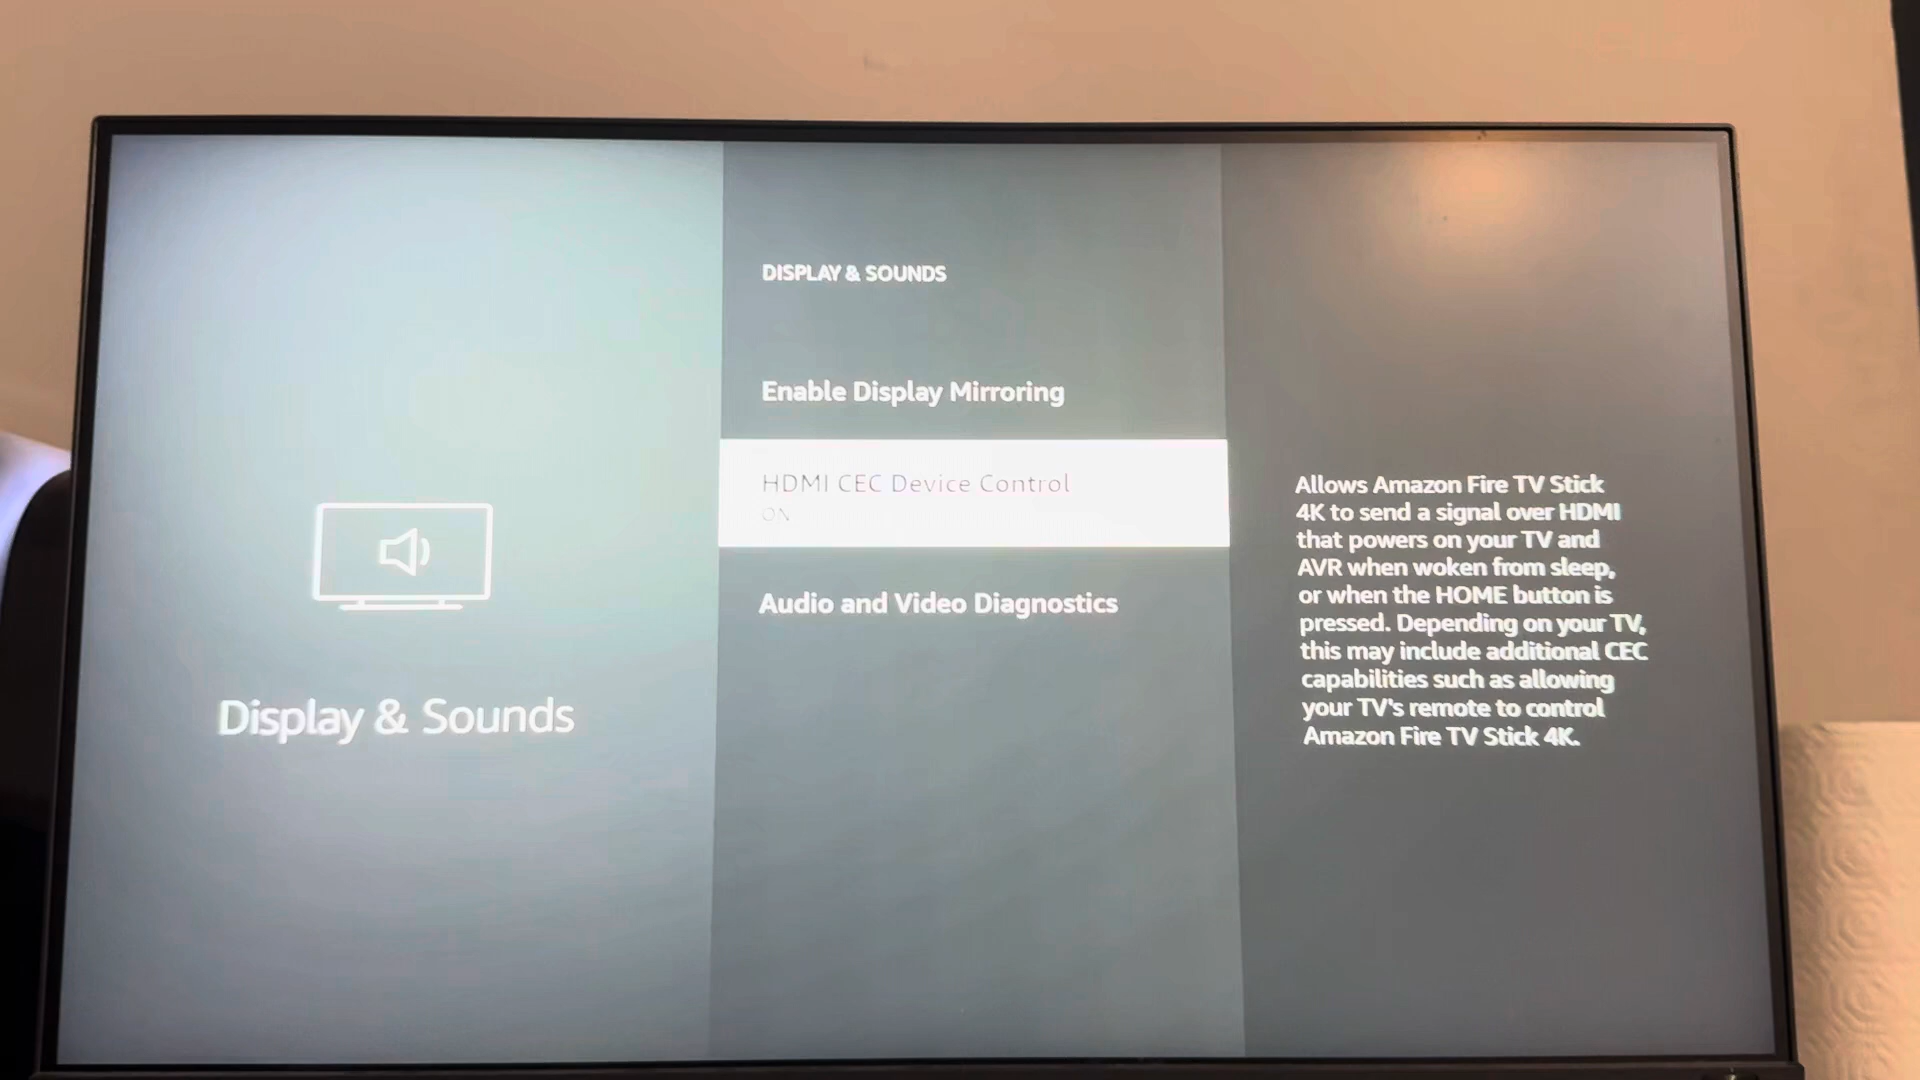 DISPLAY & SOUNDS
Enable Display Mirroring
HDMI CEC Device Control
ON
Audio and Video Diagnostics
Display & Sounds
Allows Amazon Fire TV Stick
4K to send a signal over HDMI
that powers on your TV and
AVR when woken from sleep,
or when the HOME button is
pressed. Depending on your TV,
this may include additional CEC
capabilities such as allowing
your TV's remote to control
Amazon Fire TV Stick 4K.